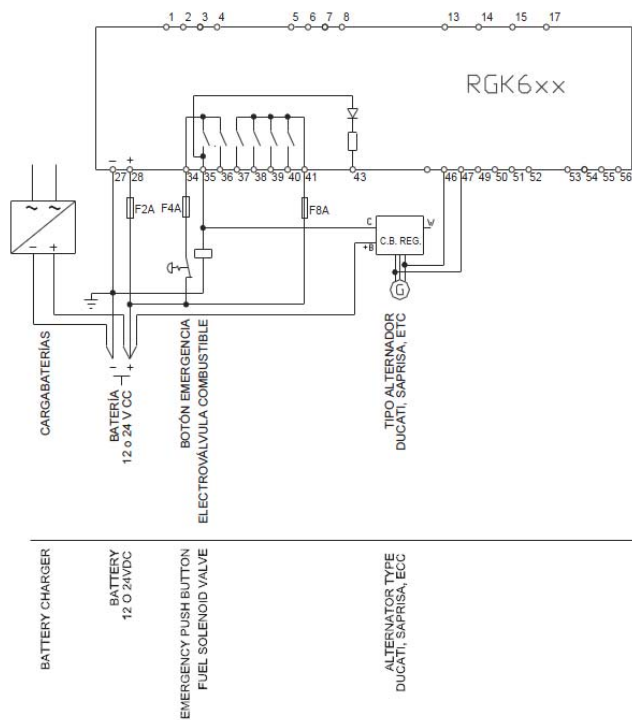 1 2 3 4 5 6 7 8 13 14 15 17
RGK6xx
- +
27 28 34 35 36 37 38 39 40 41 43 46 47 49 50 51 52 53 54 55 56
~ ~
- +
F2A
F4A
F8A
C
W
+B
C.B. REG.
G
- +
CARGABATERÍAS
BATERÍA
12 o 24 V CC
BOTÓN EMERGENCIA
ELECTROVÁLVULA COMBUSTIBLE
TIPO ALTERNADOR
DUCATI, SAPRISA, ETC
BATTERY CHARGER
BATTERY
12 O 24VDC
EMERGENCY PUSH BUTTON
FUEL SOLENOID VALVE
ALTERNATOR TYPE
DUCATI, SAPRISA, ECC